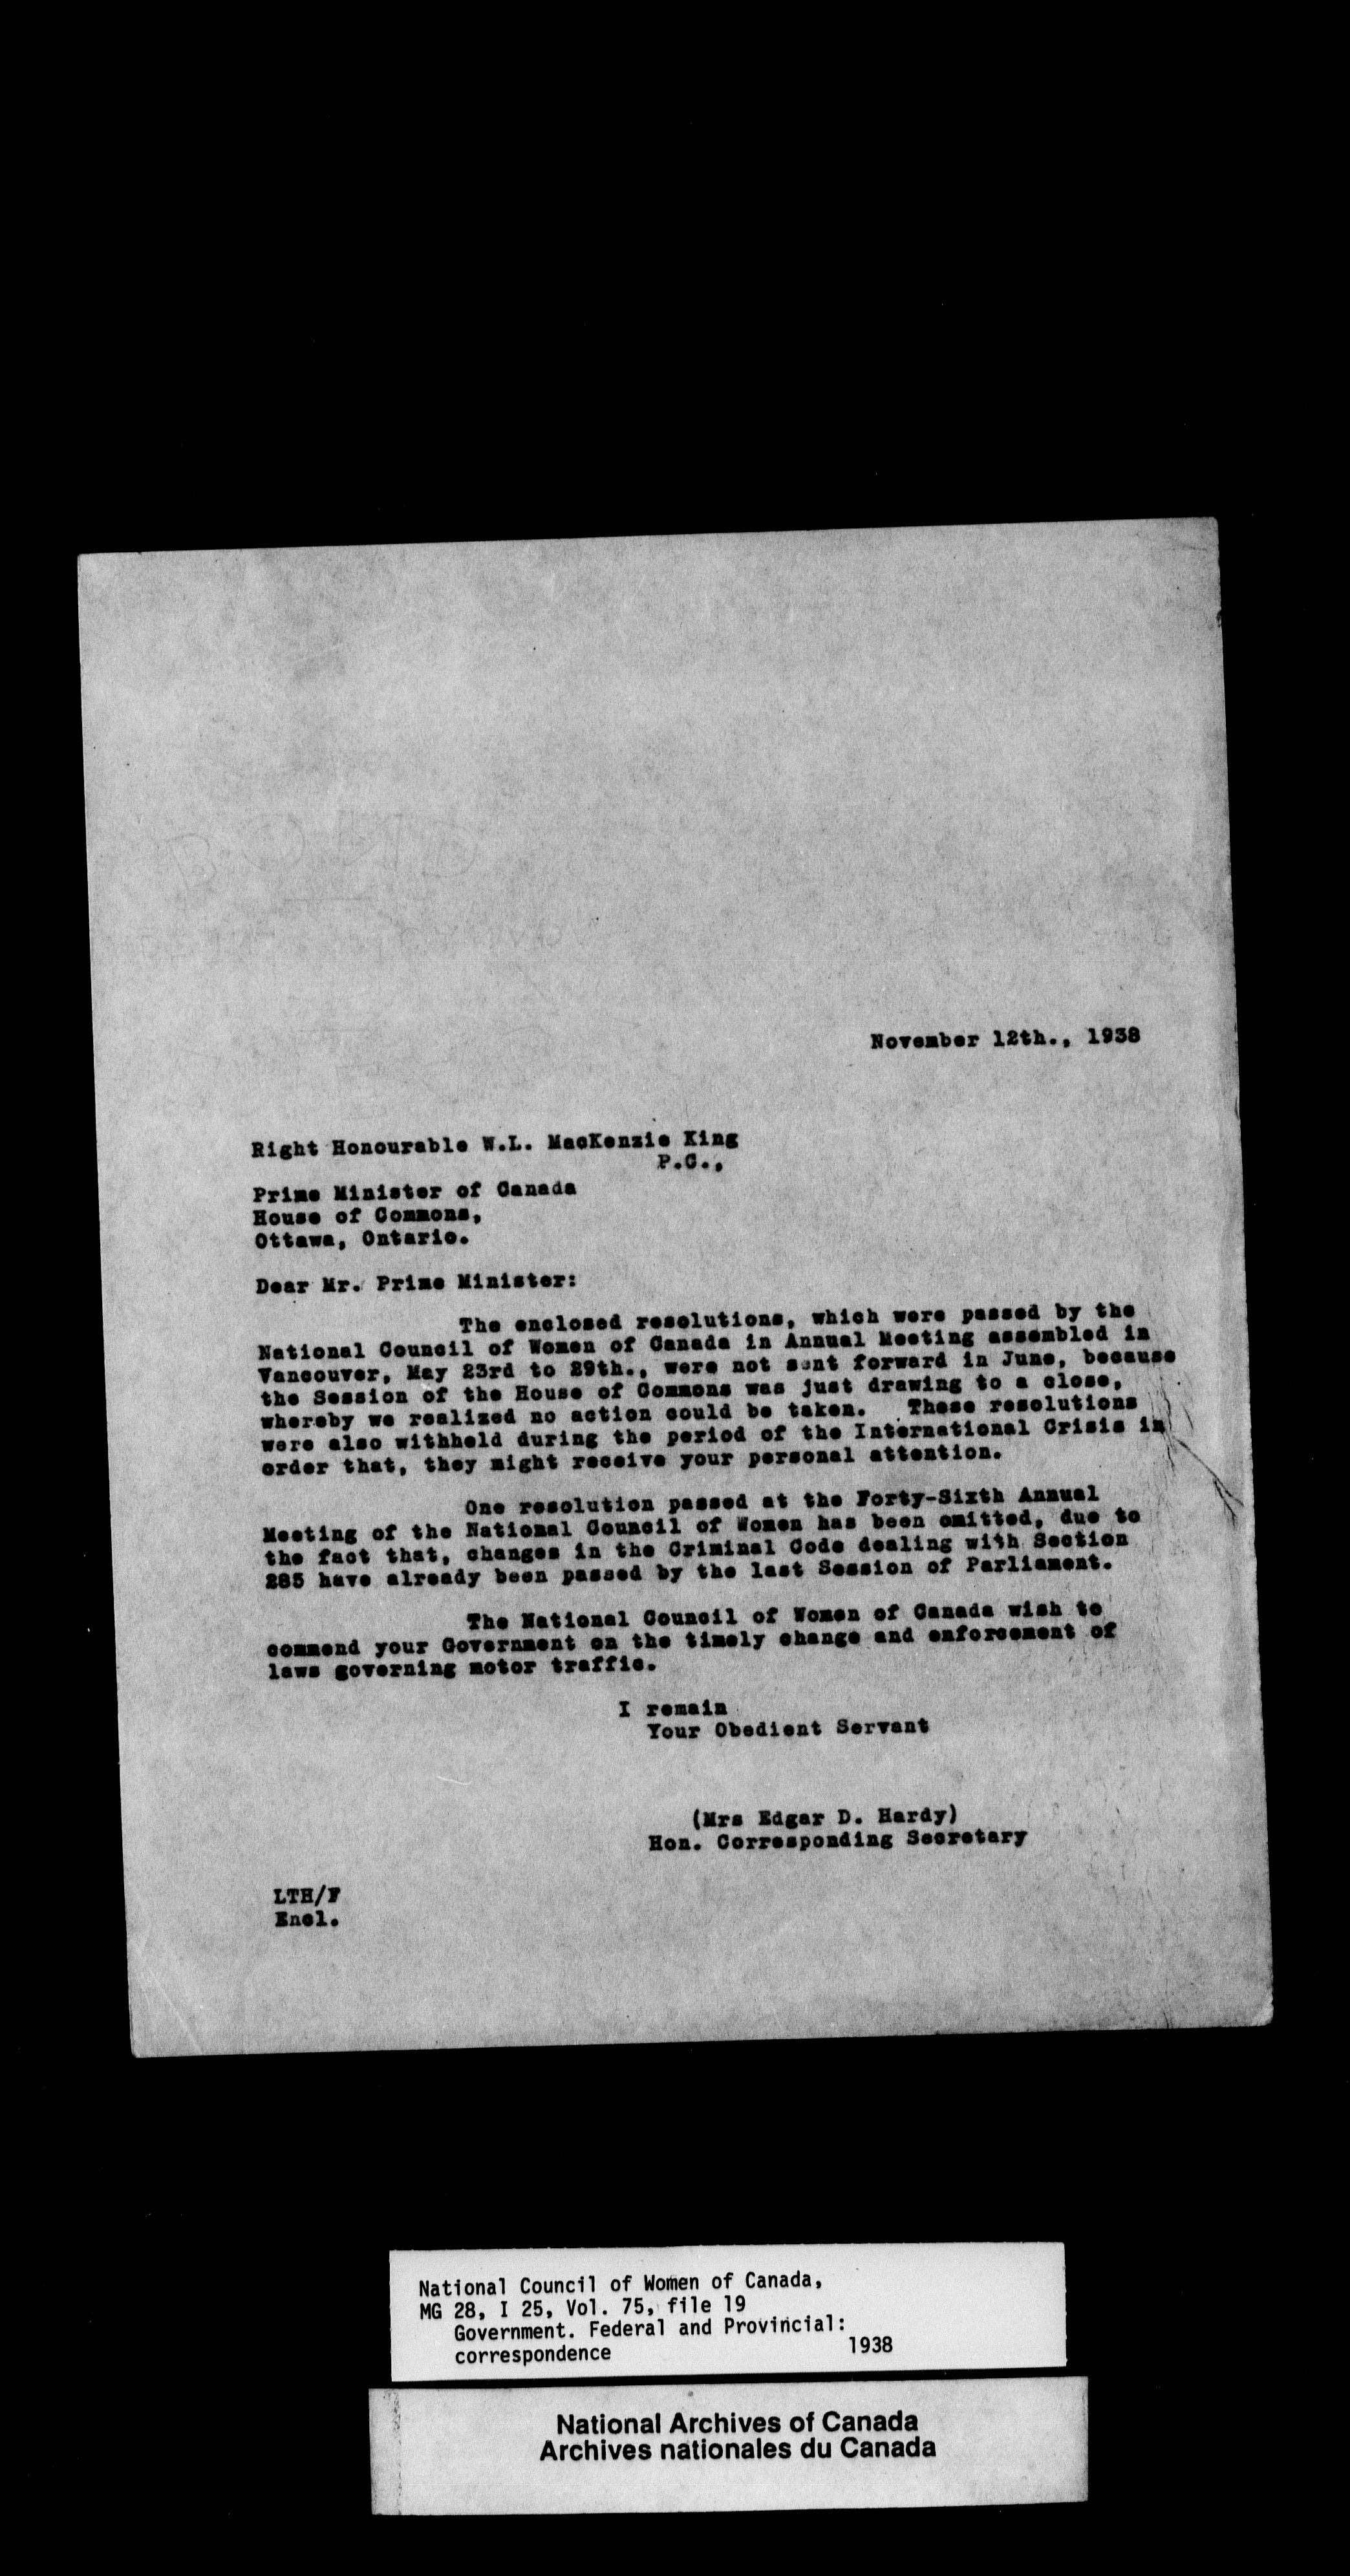 November 12th., 1938
Right Honourable W.L. MacKenzie King
P.C.,
Prime Minister of Canada
House of Commons,
Ottawa, Ontario.
Dear Mr. Prime Minister:
The enclosed resolutions, which were passed by the
National Council of Women of Canada in Annual Meeting assembled in
Vancouver, May 23rd to 29th., were not sent forward in June, because
the Session of the House of Commons was just drawing to a close,
whereby we realized no action could be taken. These resolutions
were also withheld during the period of the International Crisis in
order that, they might receive your personal attention.
One resolution passed at the Forty-Sixth Annual
Meeting of the National Council of Women has been omitted, due to
the fact that, changes in the Criminal Code dealing with Section
285 have already been passed by the last Session of Parliament.
The National Council of Women of Canada wish to
commend your Government on the timely change and enforcement of
laws governing motor traffic.
I remain
Your Obedient Servant
(Mrs Edgar D. Hardy)
Hon. Corresponding Secretary
LTH/F
Encl.
National Council of Women of Canada,
MG 28, I 25, Vol. 75, file 19
Government. Federal and Provincial:
correspondence 1938
National Archives of Canada
Archives nationales du Canada